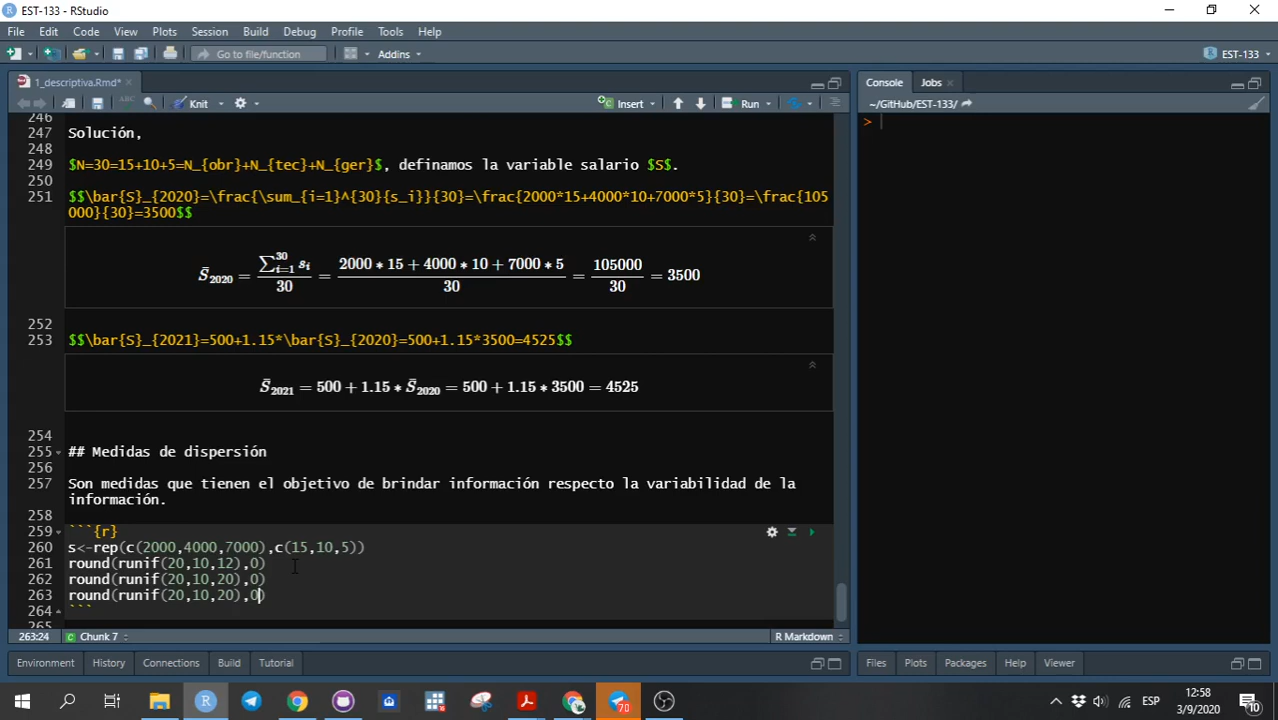 EST-133 - RStudio
File Edit Code View Plots Session Build Debug Profile Tools Help
Go to file/function Addins EST-133
1_descriptiva.Rmd* Console Jobs
ABC Knit Insert Run ~/GitHub/EST-133/
246
247 Solución, >
248
249 $N=30=15+10+5=N_{obr}+N_{tec}+N_{ger}$, definamos la variable salario $S$.
250
251 $$\bar{S}_{2020}=\frac{\sum_{i=1}^{30}{s_i}}{30}=\frac{2000*15+4000*10+7000*5}{30}=\frac{105
000}{30}=3500$$
S̄₂₀₂₀ = ∑³⁰ᵢ₌₁ sᵢ / 30 = 2000 * 15 + 4000 * 10 + 7000 * 5 / 30 = 105000 / 30 = 3500
252
253 $$\bar{S}_{2021}=500+1.15*\bar{S}_{2020}=500+1.15*3500=4525$$
S̄₂₀₂₁ = 500 + 1.15 * S̄₂₀₂₀ = 500 + 1.15 * 3500 = 4525
254
255 ## Medidas de dispersión
256
257 Son medidas que tienen el objetivo de brindar información respecto la variabilidad de la
información.
258
259 ```{r}
260 s<-rep(c(2000,4000,7000),c(15,10,5))
261 round(runif(20,10,12),0)
262 round(runif(20,10,20),0)
263 round(runif(20,10,20),0)
264 ```
265
263:24 Chunk 7 R Markdown
Environment History Connections Build Tutorial Files Plots Packages Help Viewer
70 ESP 12:58
3/9/2020 10